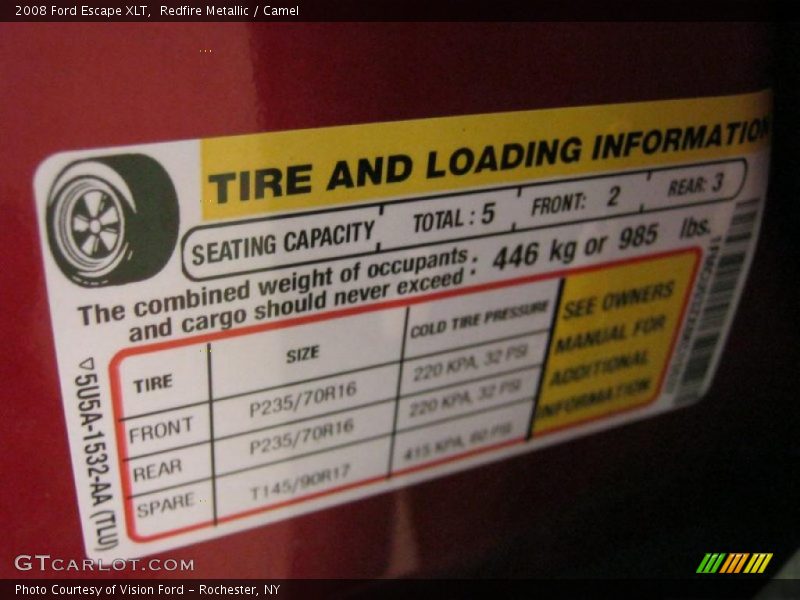 2008 Ford Escape XLT, Redfire Metallic / Camel
TIRE AND LOADING INFORMATION
SEATING CAPACITY TOTAL : 5 FRONT: 2 REAR: 3
The combined weight of occupants
and cargo should never exceed : 446 kg or 985 lbs.
TIRE SIZE COLD TIRE PRESSURE
FRONT P235/70R16 220 KPA, 32 PSI
REAR P235/70R16 220 KPA, 32 PSI
SPARE T145/90R17 415 KPA, 60 PSI
SEE OWNERS
MANUAL FOR
ADDITIONAL
INFORMATION
5U5A-1532-AA (TLU)
GTCARLOT.COM
Photo Courtesy of Vision Ford - Rochester, NY